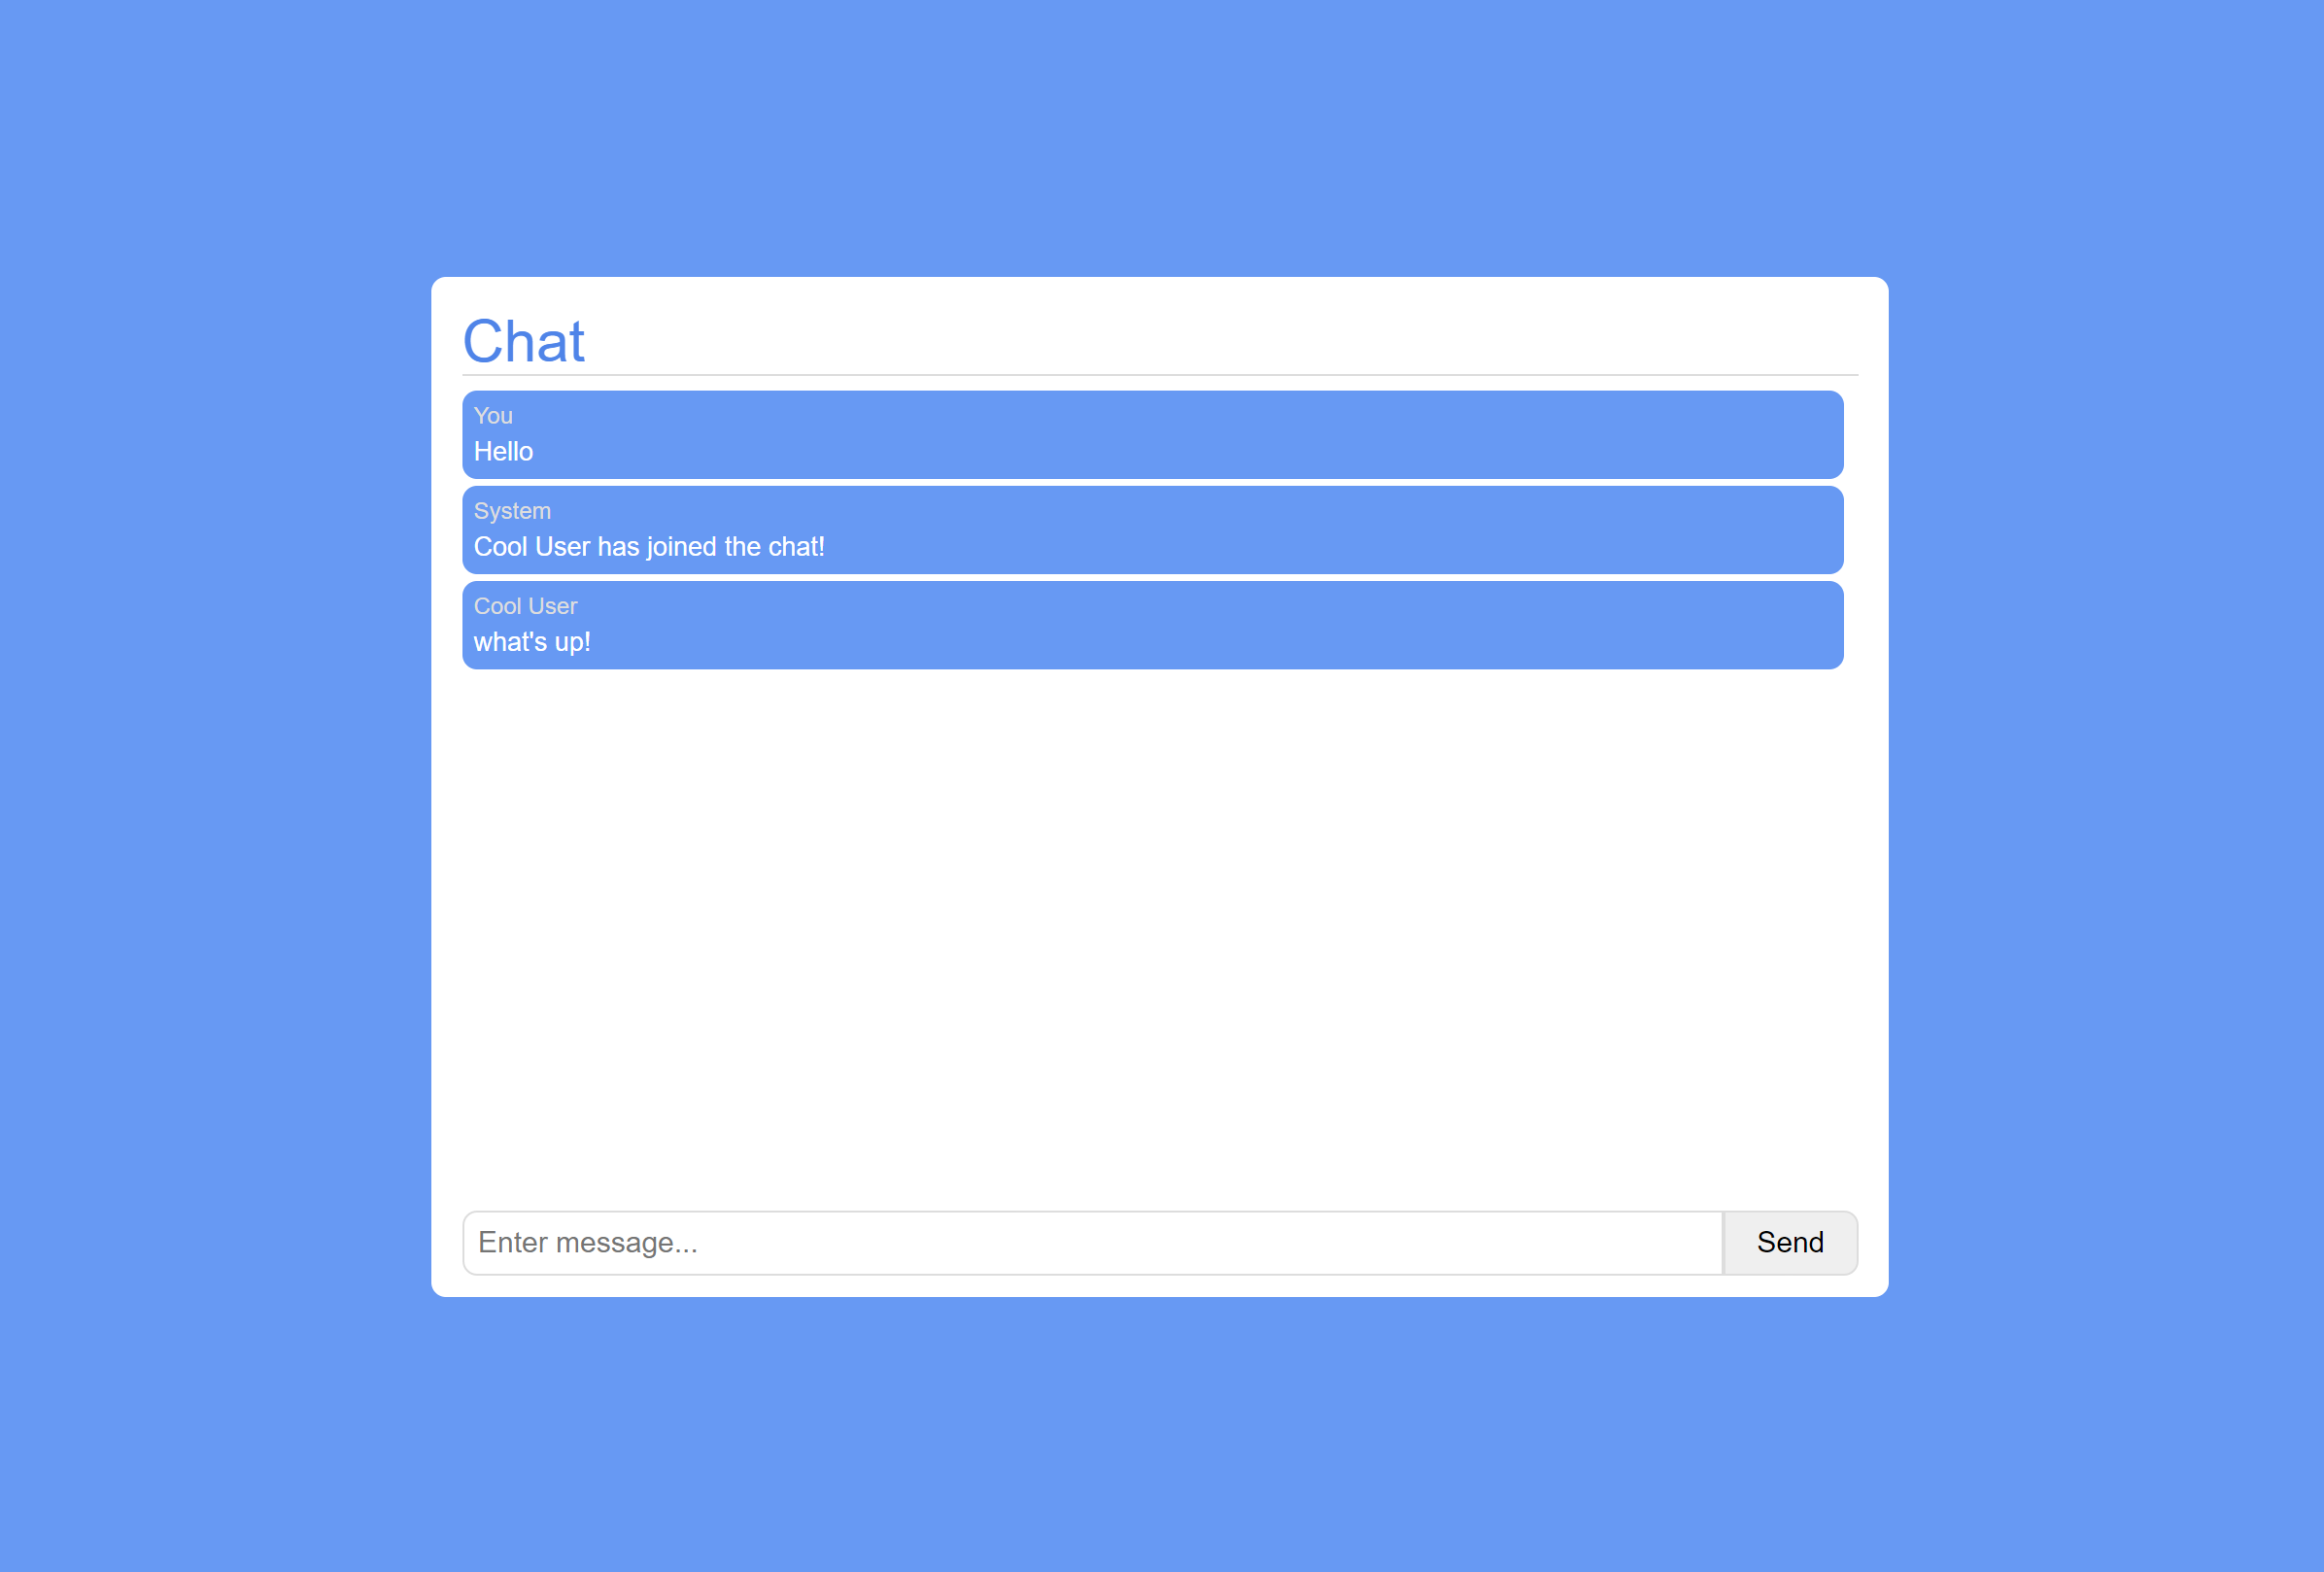 Chat
You
Hello
System
Cool User has joined the chat!
Cool User
what's up!
Enter message...
Send